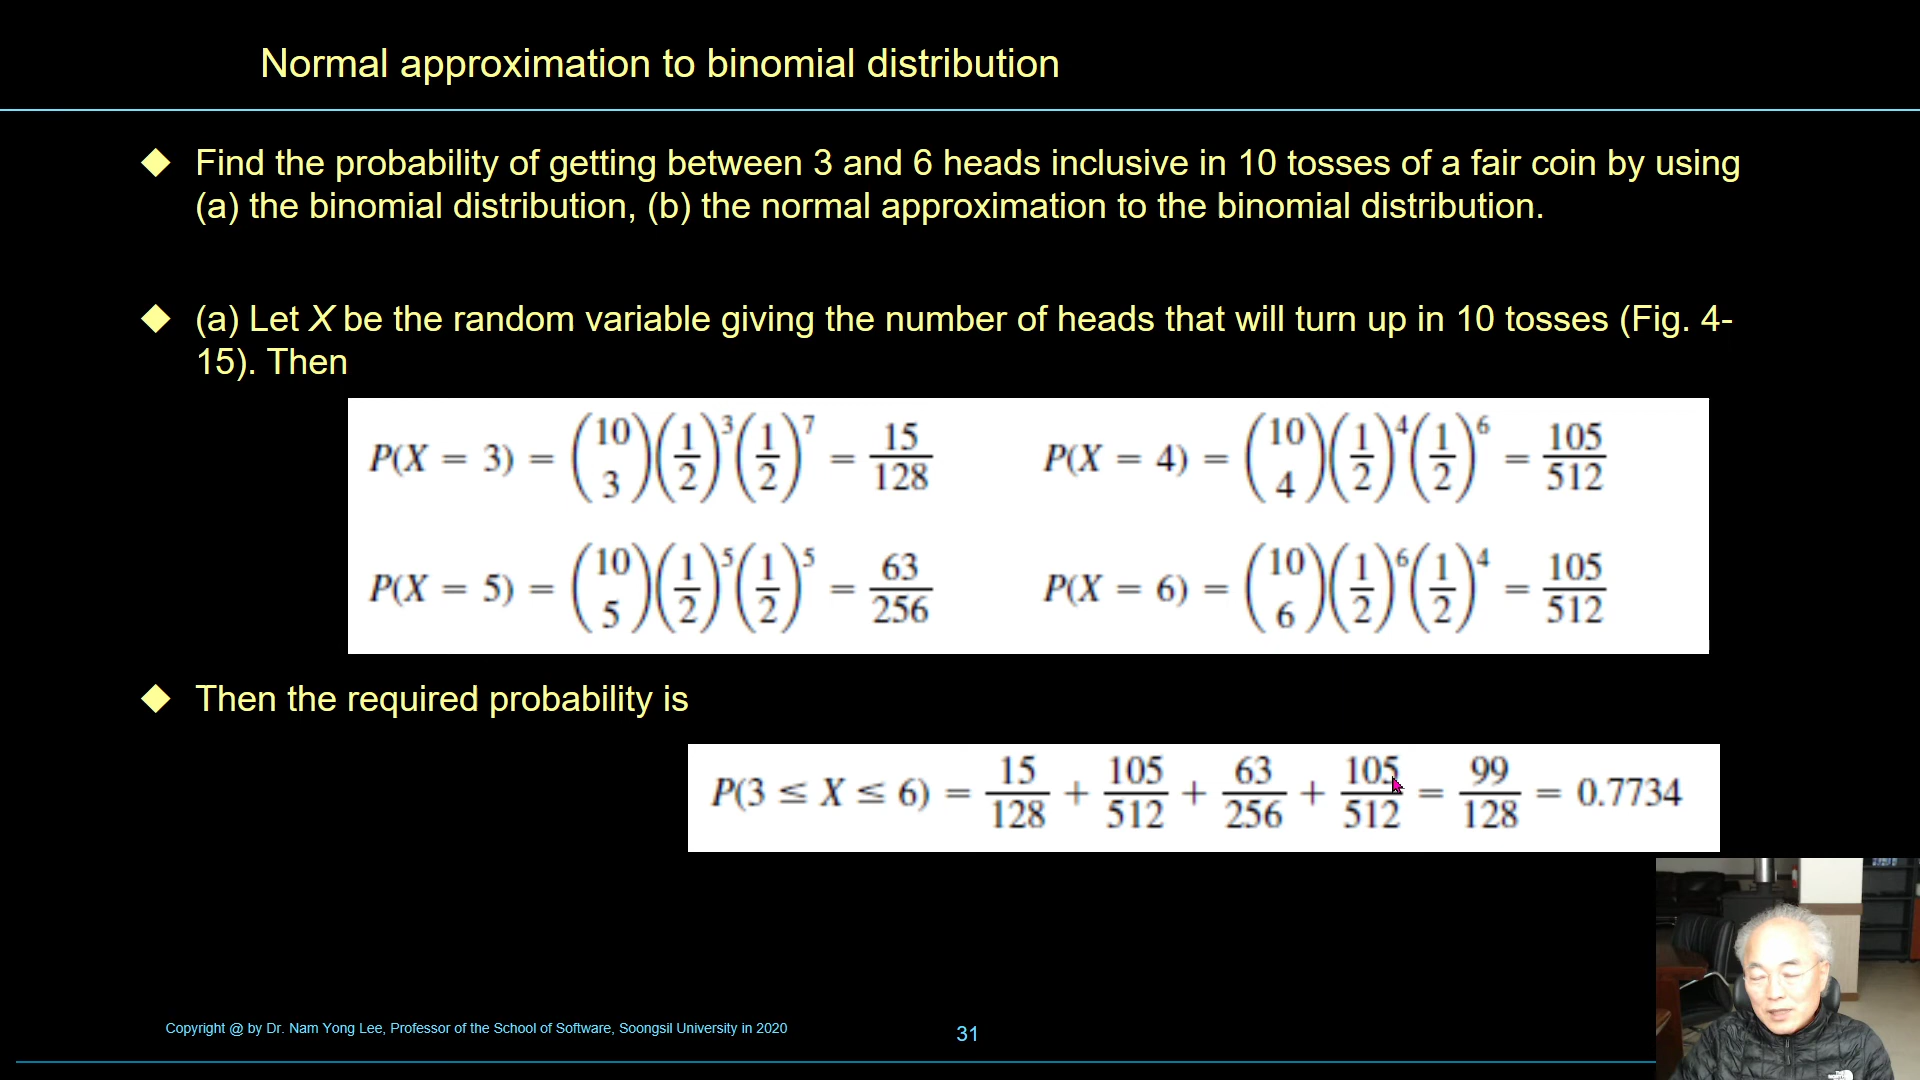 Normal approximation to binomial distribution
◆ Find the probability of getting between 3 and 6 heads inclusive in 10 tosses of a fair coin by using
(a) the binomial distribution, (b) the normal approximation to the binomial distribution.
◆ (a) Let X be the random variable giving the number of heads that will turn up in 10 tosses (Fig. 4-
15). Then
P(X = 3) = (10 3)(1/2)^3(1/2)^7 = 15/128 P(X = 4) = (10 4)(1/2)^4(1/2)^6 = 105/512
P(X = 5) = (10 5)(1/2)^5(1/2)^5 = 63/256 P(X = 6) = (10 6)(1/2)^6(1/2)^4 = 105/512
◆ Then the required probability is
P(3 ≤ X ≤ 6) = 15/128 + 105/512 + 63/256 + 105/512 = 99/128 = 0.7734
Copyright @ by Dr. Nam Yong Lee, Professor of the School of Software, Soongsil University in 2020
31